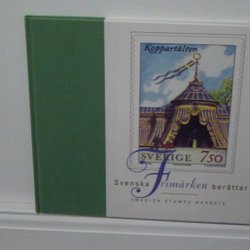 Koppartälten
SVERIGE 7.50
Svenska Frimärken berättar
SWEDISH STAMPS NARRATE